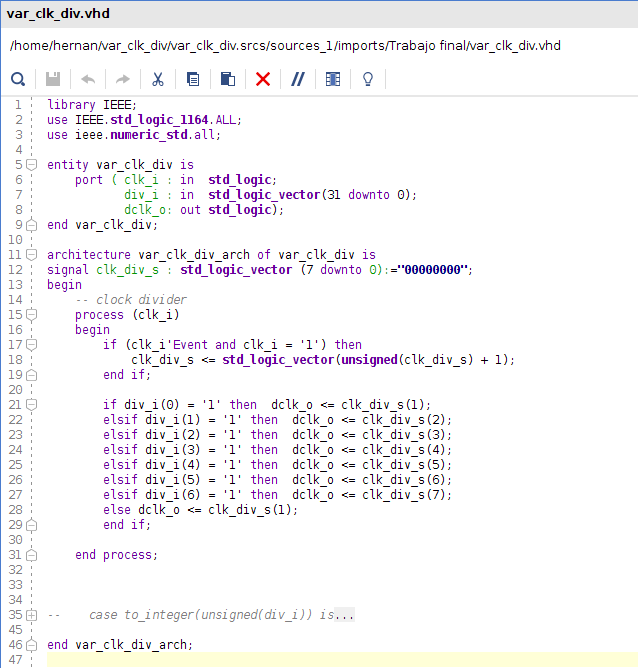 var_clk_div.vhd
/home/hernan/var_clk_div/var_clk_div.srcs/sources_1/imports/Trabajo final/var_clk_div.vhd
1 library IEEE;
2 use IEEE.std_logic_1164.ALL;
3 use ieee.numeric_std.all;
4
5 entity var_clk_div is
6     port ( clk_i : in  std_logic;
7            div_i : in  std_logic_vector(31 downto 0);
8            dclk_o: out std_logic);
9 end var_clk_div;
10
11 architecture var_clk_div_arch of var_clk_div is
12 signal clk_div_s : std_logic_vector (7 downto 0):="00000000";
13 begin
14     -- clock divider
15     process (clk_i)
16     begin
17         if (clk_i'Event and clk_i = '1') then
18             clk_div_s <= std_logic_vector(unsigned(clk_div_s) + 1);
19         end if;
20
21         if div_i(0) = '1' then  dclk_o <= clk_div_s(1);
22         elsif div_i(1) = '1' then  dclk_o <= clk_div_s(2);
23         elsif div_i(2) = '1' then  dclk_o <= clk_div_s(3);
24         elsif div_i(3) = '1' then  dclk_o <= clk_div_s(4);
25         elsif div_i(4) = '1' then  dclk_o <= clk_div_s(5);
26         elsif div_i(5) = '1' then  dclk_o <= clk_div_s(6);
27         elsif div_i(6) = '1' then  dclk_o <= clk_div_s(7);
28         else dclk_o <= clk_div_s(1);
29         end if;
30
31     end process;
32
33
34
35 --    case to_integer(unsigned(div_i)) is...
45
46 end var_clk_div_arch;
47